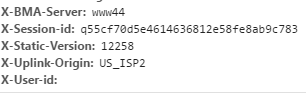 X-BMA-Server: www44
X-Session-id: q55cf70d5e4614636812e58fe8ab9c783
X-Static-Version: 12258
X-Uplink-Origin: US_ISP2
X-User-id: